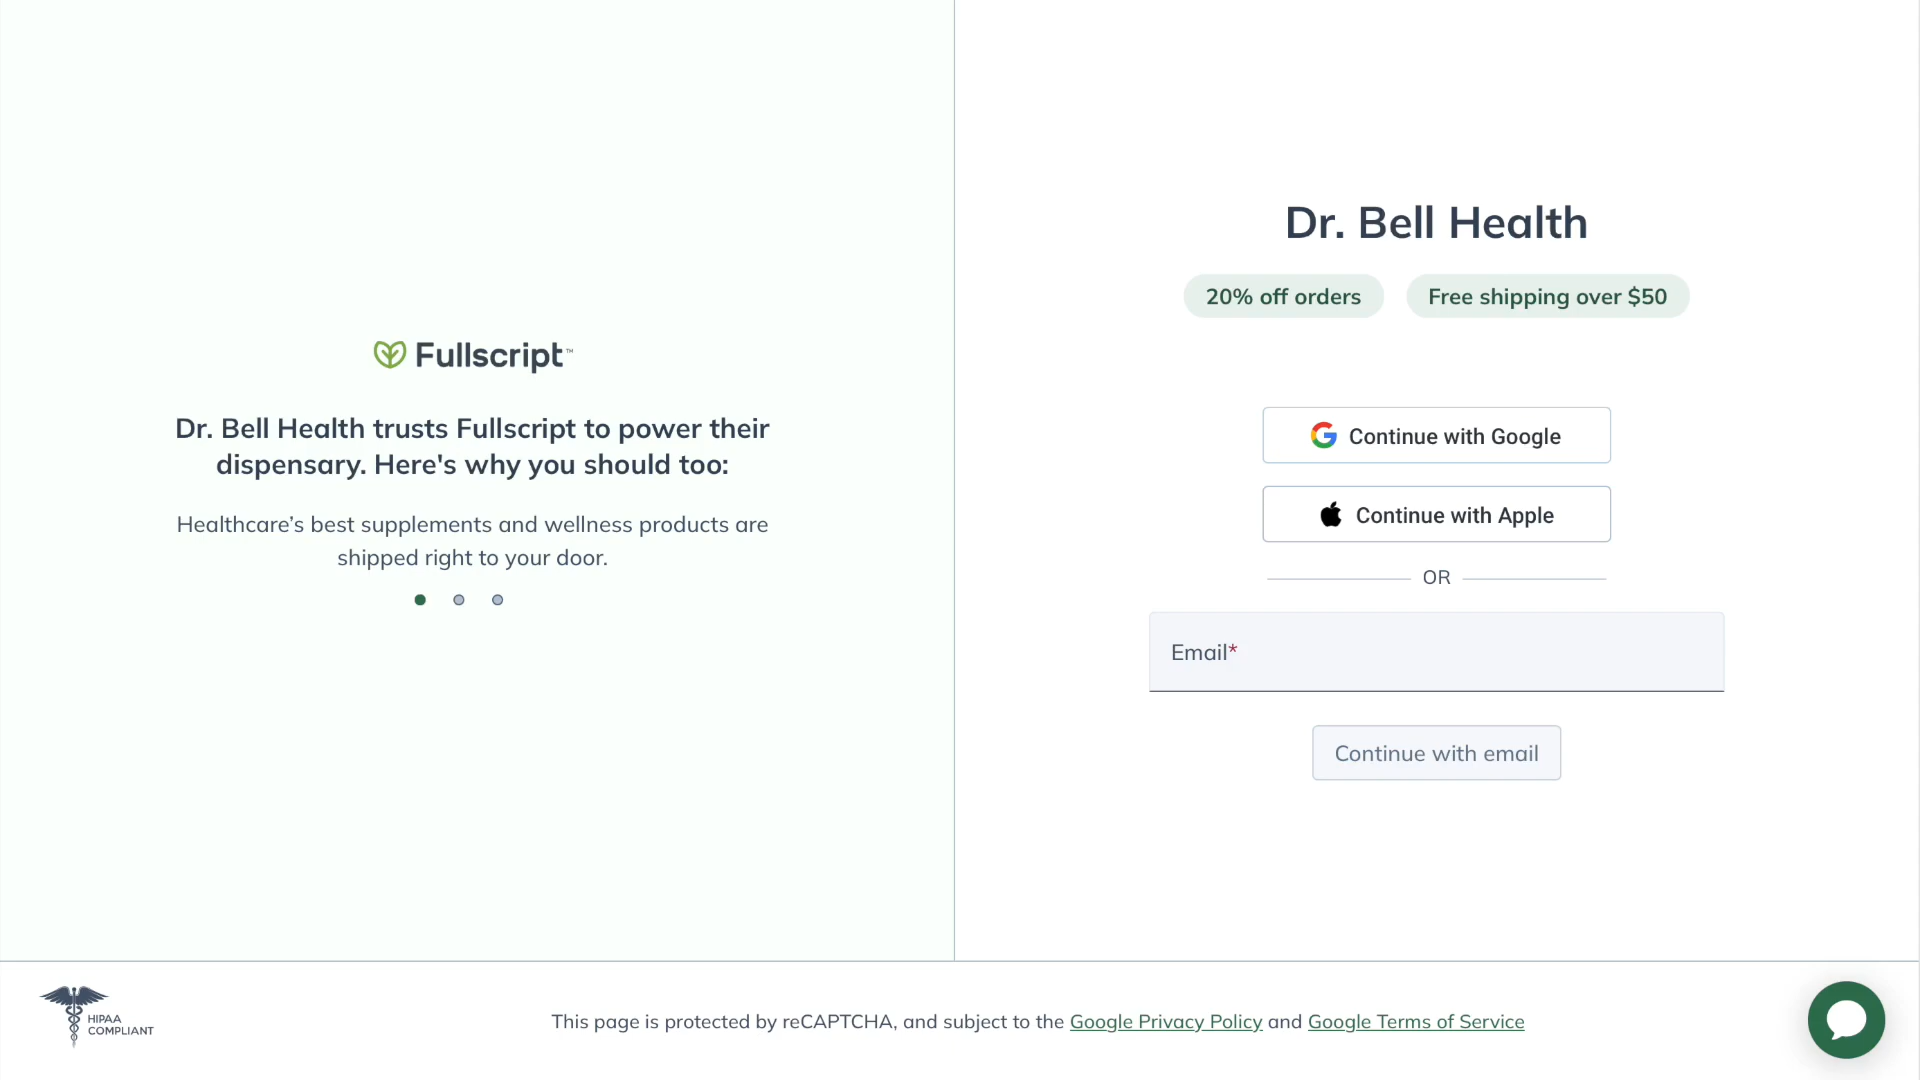 Fullscript™
Dr. Bell Health trusts Fullscript to power their
dispensary. Here's why you should too:
Healthcare’s best supplements and wellness products are
shipped right to your door.
Dr. Bell Health
20% off orders
Free shipping over $50
Continue with Google
Continue with Apple
OR
Email*
Continue with email
HIPAA
COMPLIANT
This page is protected by reCAPTCHA, and subject to the Google Privacy Policy and Google Terms of Service